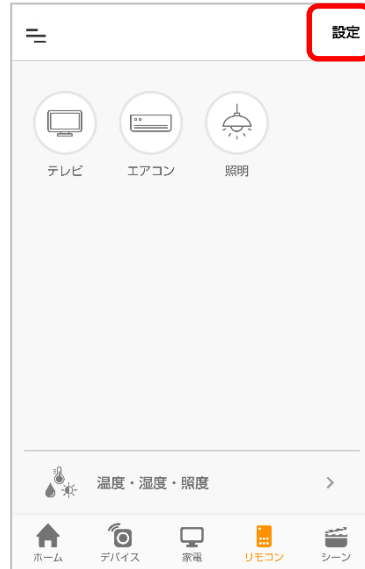 設定
テレビ エアコン 照明
温度・湿度・照度
ホーム デバイス 家電 リモコン シーン